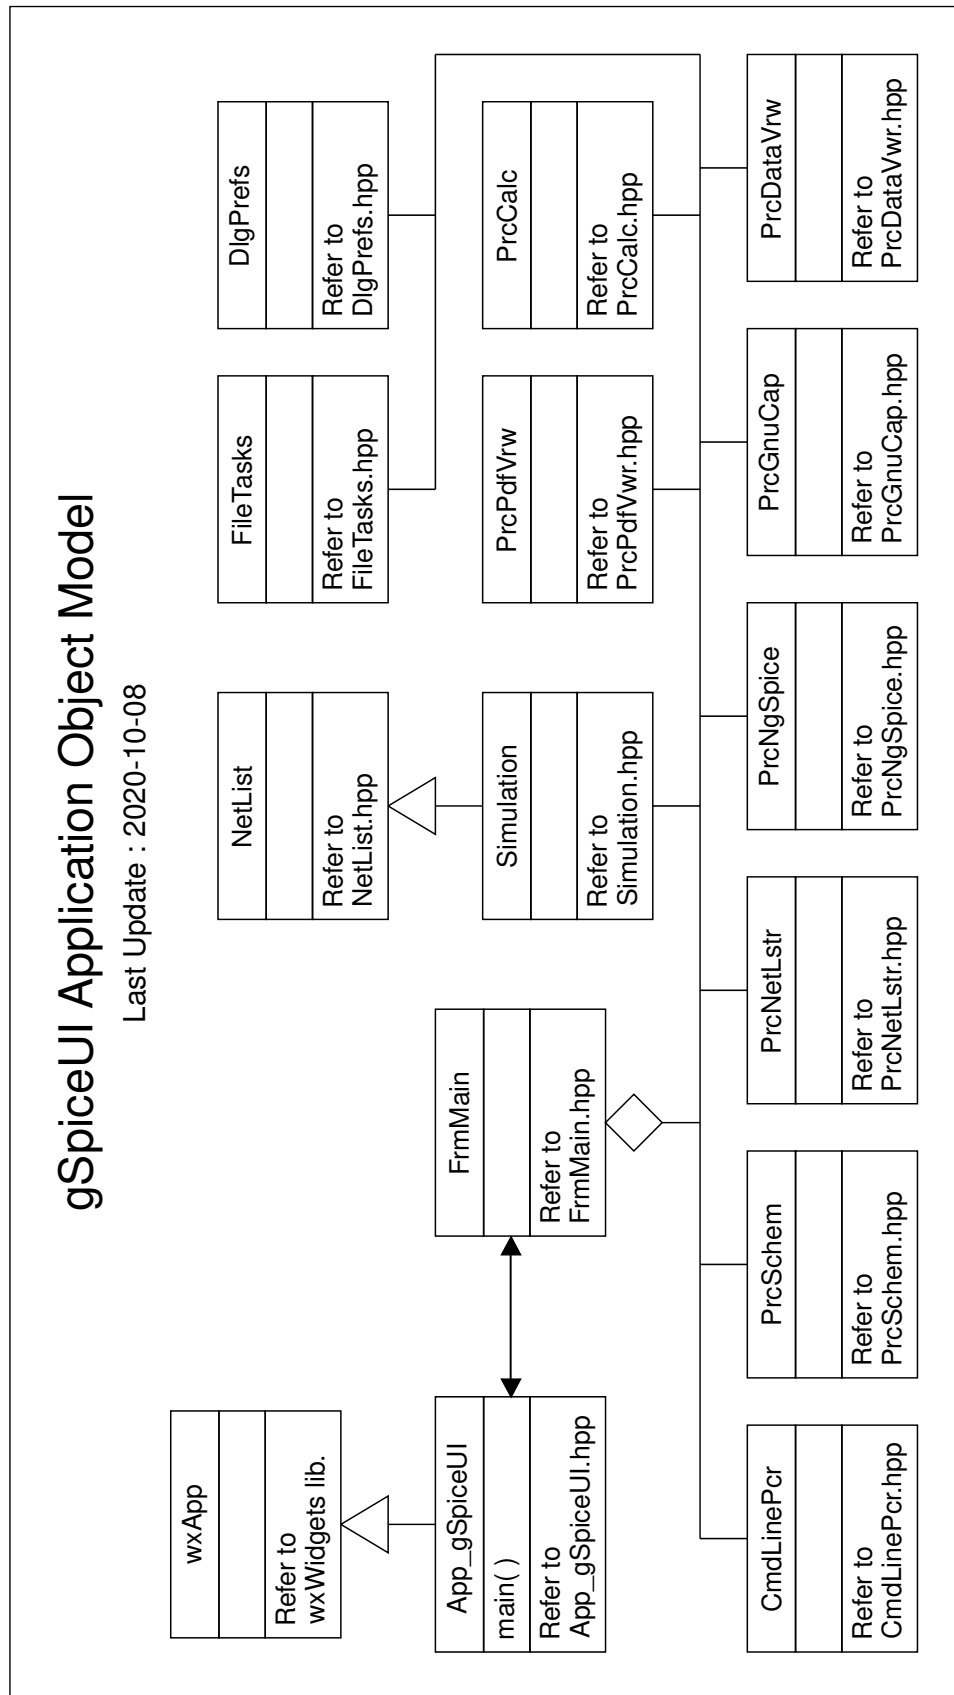 gSpiceUI Application Object Model
Last Update : 2020-10-08
wxApp
Refer to
wxWidgets lib.
NetList
Refer to
NetList.hpp
FileTasks
Refer to
FileTasks.hpp
DlgPrefs
Refer to
DlgPrefs.hpp
App_gSpiceUI
main( )
Refer to
App_gSpiceUI.hpp
FrmMain
Refer to
FrmMain.hpp
Simulation
Refer to
Simulation.hpp
PrcPdfVrw
Refer to
PrcPdfVwr.hpp
PrcCalc
Refer to
PrcCalc.hpp
CmdLinePcr
Refer to
CmdLinePcr.hpp
PrcSchem
Refer to
PrcSchem.hpp
PrcNetLstr
Refer to
PrcNetLstr.hpp
PrcNgSpice
Refer to
PrcNgSpice.hpp
PrcGnuCap
Refer to
PrcGnuCap.hpp
PrcDataVrw
Refer to
PrcDataVwr.hpp